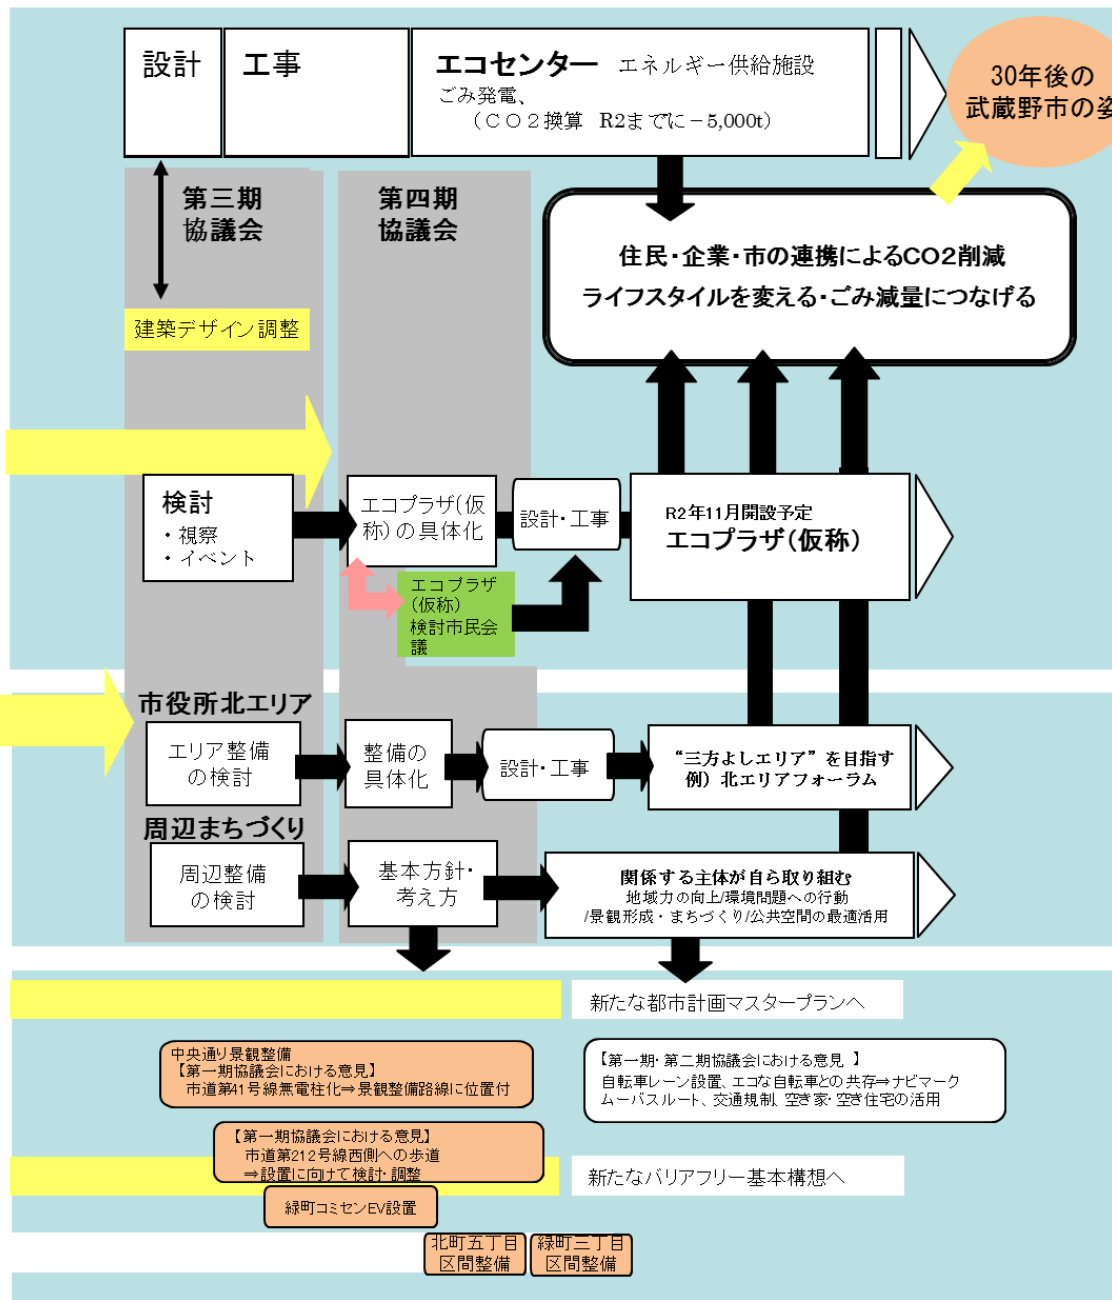 設計
工事
エコセンター エネルギー供給施設
ごみ発電、
（ＣＯ２換算 R2までに－5,000t）
30年後の
武蔵野市の姿
第三期
協議会
第四期
協議会
住民・企業・市の連携によるCO2削減
ライフスタイルを変える・ごみ減量につなげる
建築デザイン調整
検討
・視察
・イベント
エコプラザ(仮
称)の具体化
設計・工事
R2年11月開設予定
エコプラザ(仮称)
エコプラザ
(仮称)
検討市民会
議
市役所北エリア
エリア整備
の検討
整備の
具体化
設計・工事
“三方よしエリア”を目指す
例）北エリアフォーラム
周辺まちづくり
周辺整備
の検討
基本方針・
考え方
関係する主体が自ら取り組む
地域力の向上/環境問題への行動
/景観形成・まちづくり/公共空間の最適活用
新たな都市計画マスタープランへ
中央通り景観整備
【第一期協議会における意見】
市道第41号線無電柱化⇒景観整備路線に位置付
【第一期・第二期協議会における意見 】
自転車レーン設置、エコな自転車との共存⇒ナビマーク
ムーバスルート、交通規制、空き家・空き住宅の活用
【第一期協議会における意見】
市道第212号線西側への歩道
⇒設置に向けて検討・調整
新たなバリアフリー基本構想へ
緑町コミセンEV設置
北町五丁目
区間整備
緑町三丁目
区間整備